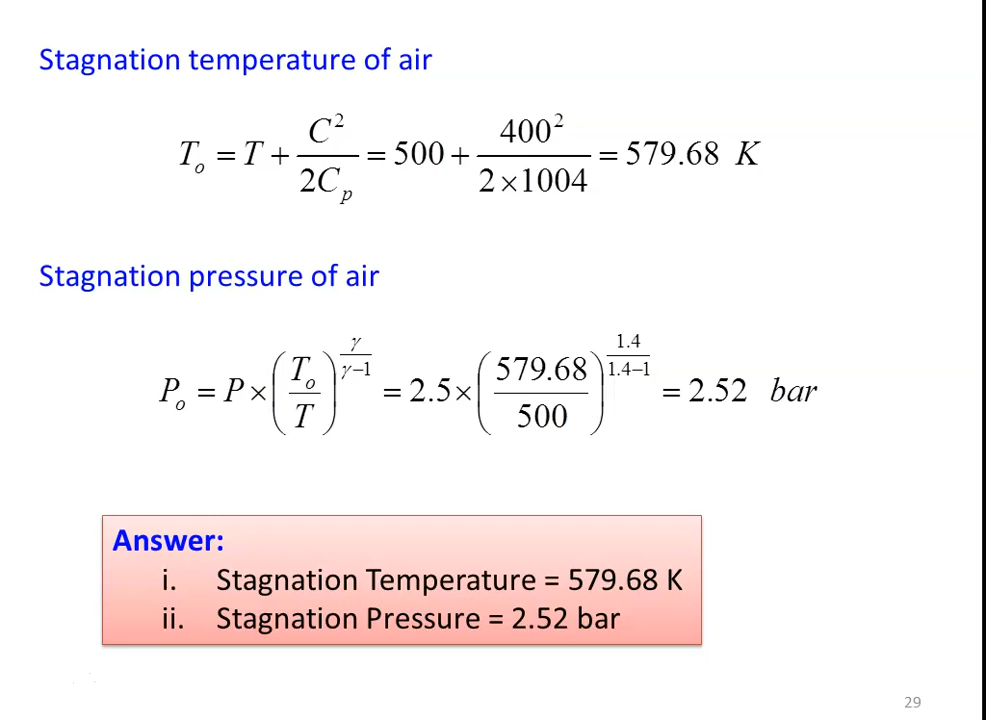 Stagnation temperature of air
T_o = T + C^2 / 2C_p = 500 + 400^2 / 2×1004 = 579.68 K
Stagnation pressure of air
P_o = P × (T_o / T)^(γ / γ−1) = 2.5 × (579.68 / 500)^(1.4 / 1.4−1) = 2.52 bar
Answer:
i. Stagnation Temperature = 579.68 K
ii. Stagnation Pressure = 2.52 bar
29